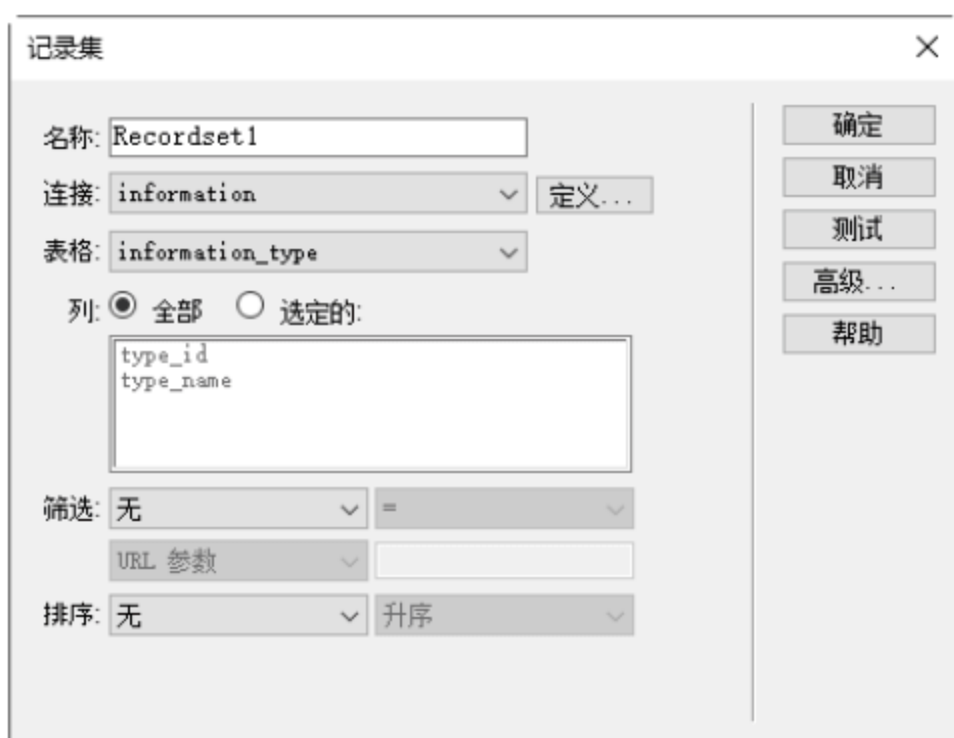 记录集
名称: Recordset1
连接: information 定义...
表格: information_type
列: 全部 选定的:
type_id
type_name
筛选: 无 =
URL 参数
排序: 无 升序
确定
取消
测试
高级...
帮助